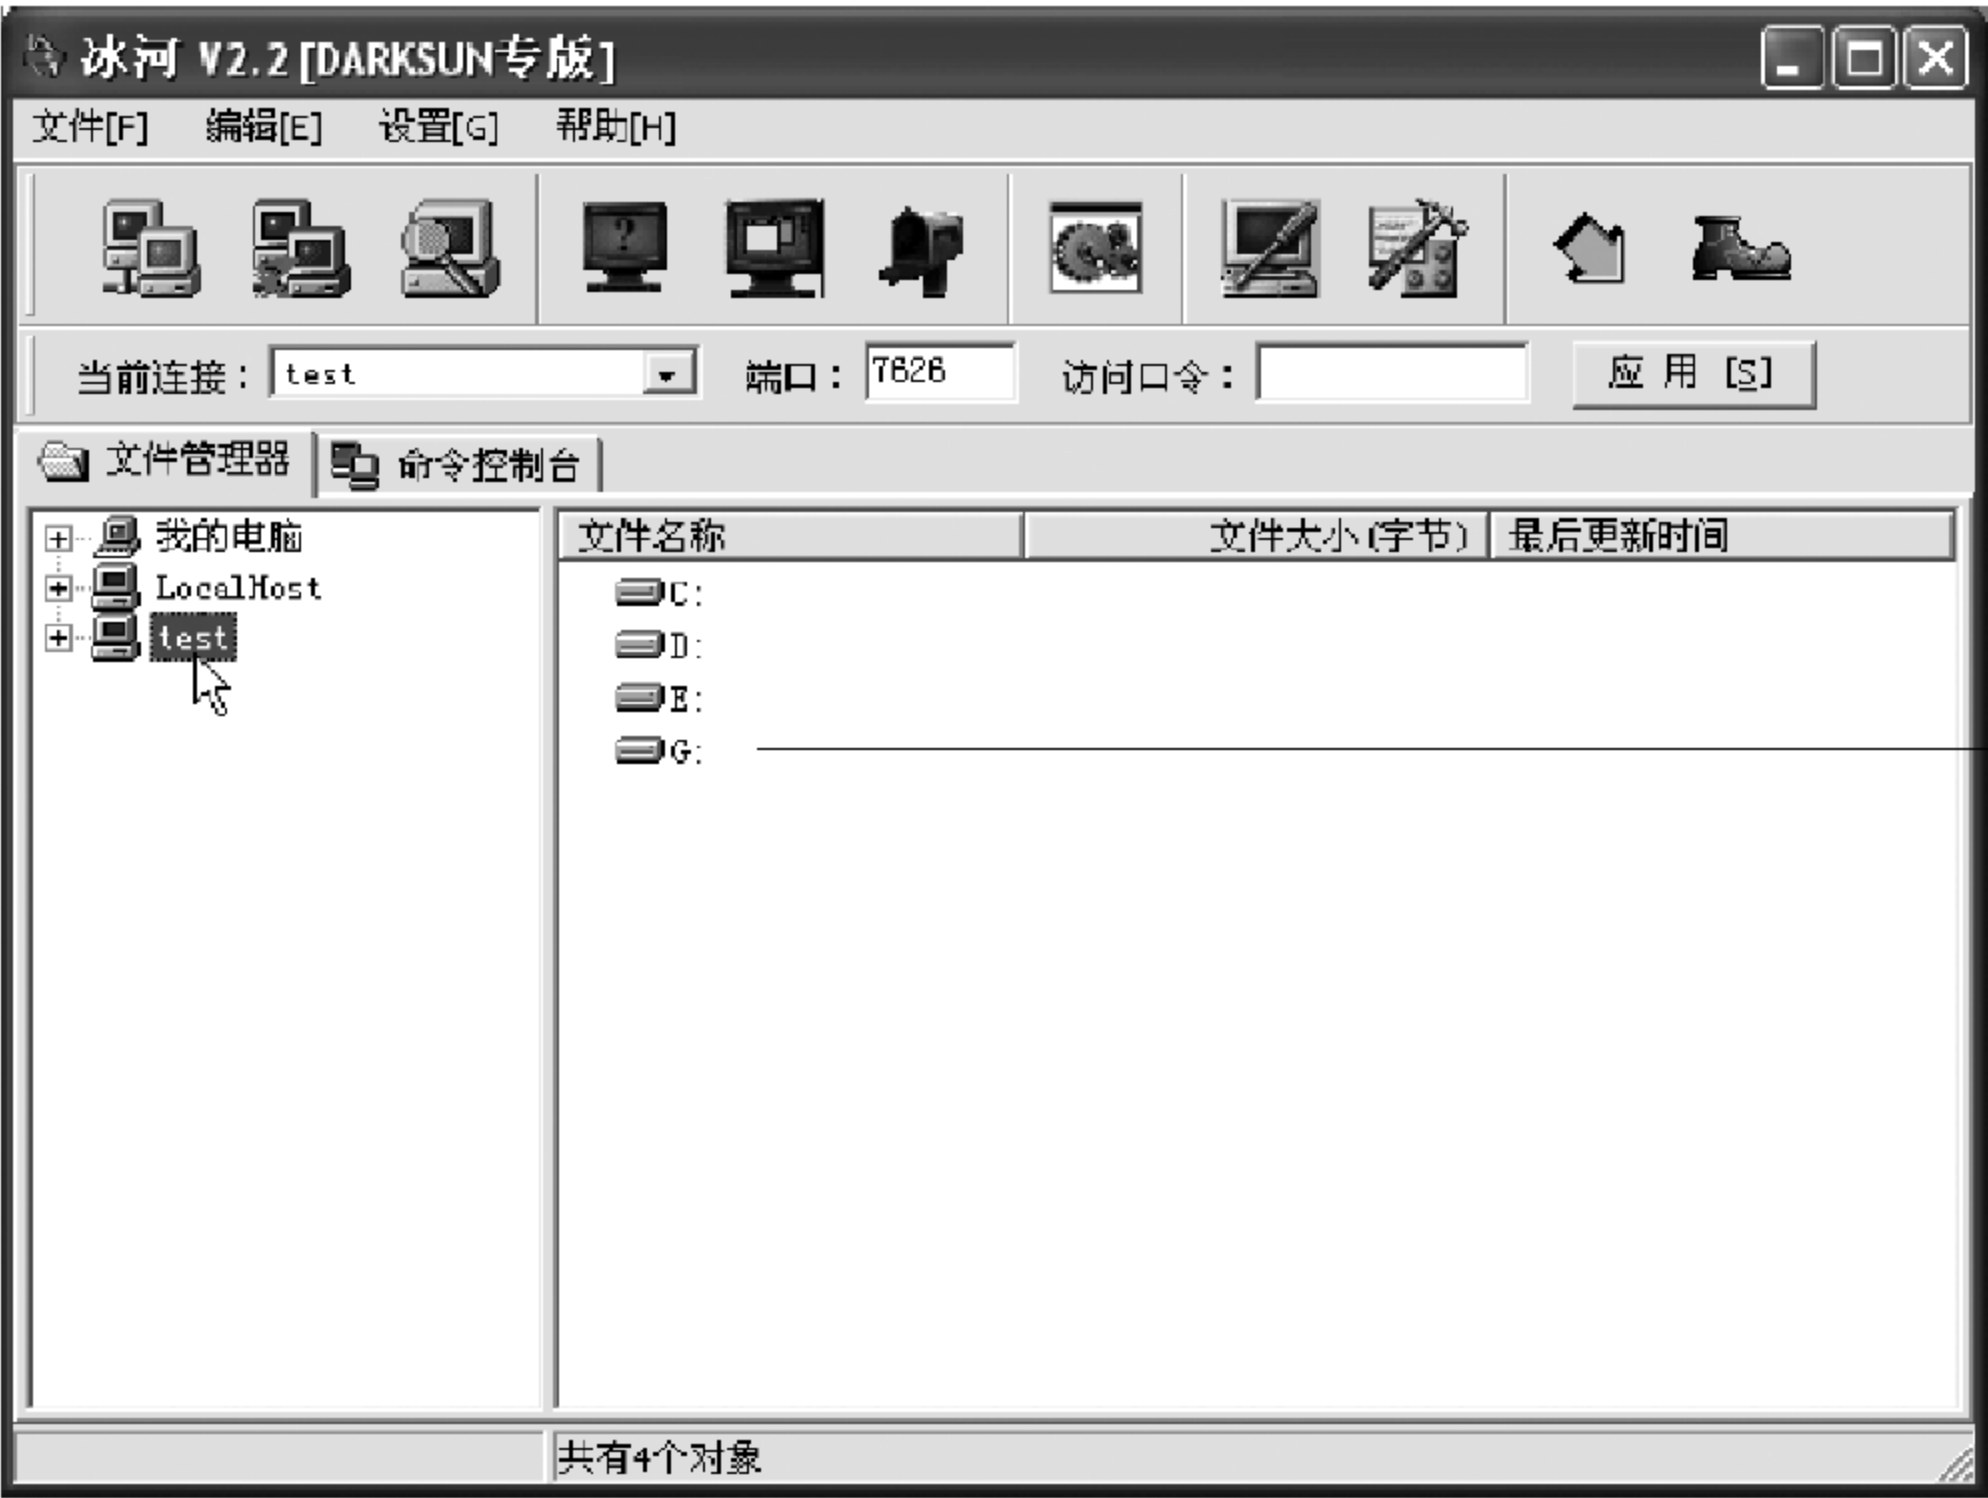 冰河 V2.2[DARKSUN专版]
文件[F] 编辑[E] 设置[G] 帮助[H]
当前连接： test 端口： 7626 访问口令： 应 用 [S]
文件管理器 命令控制台
我的电脑
LocalHost
test
文件名称 文件大小(字节) 最后更新时间
C:
D:
E:
G:
共有4个对象